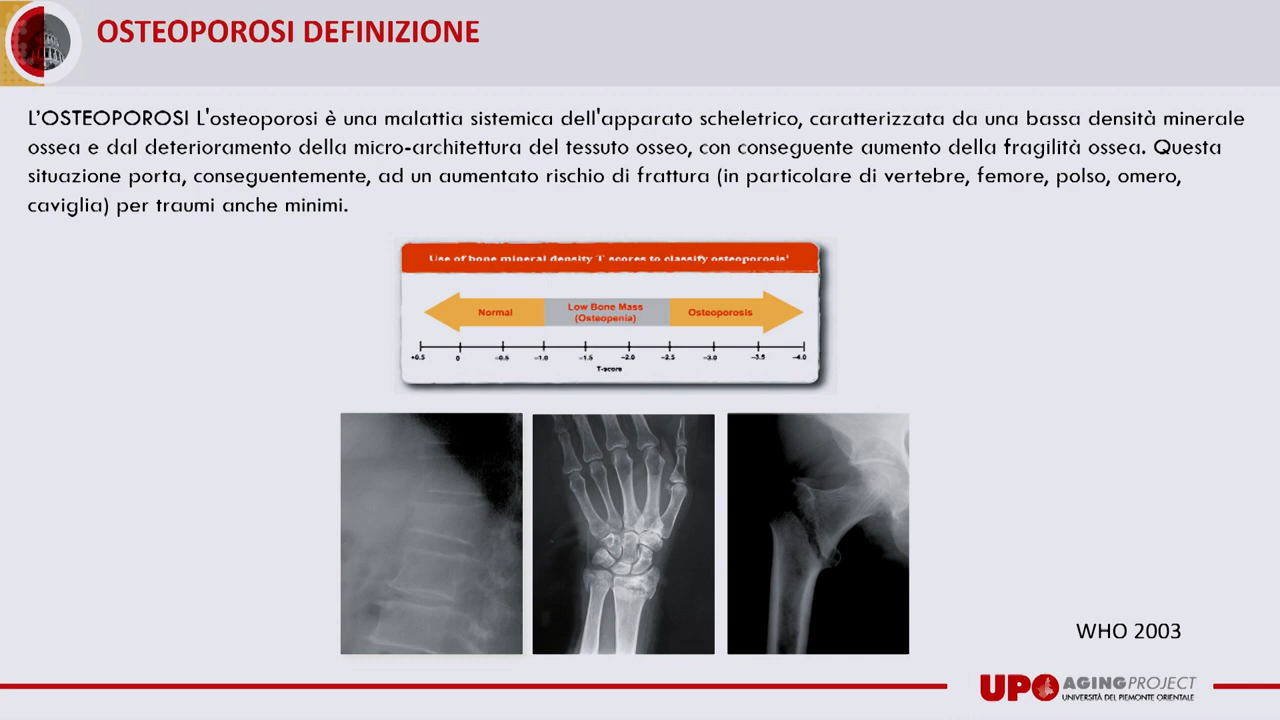 OSTEOPOROSI DEFINIZIONE
L'OSTEOPOROSI L'osteoporosi è una malattia sistemica dell'apparato scheletrico, caratterizzata da una bassa densità minerale
ossea e dal deterioramento della micro-architettura del tessuto osseo, con conseguente aumento della fragilità ossea. Questa
situazione porta, conseguentemente, ad un aumentato rischio di frattura (in particolare di vertebre, femore, polso, omero,
caviglia) per traumi anche minimi.
Use of bone mineral density T scores to classify osteoporosis¹
Normal
Low Bone Mass
(Osteopenia)
Osteoporosis
+0.5 0 -0.5 -1.0 -1.5 -2.0 -2.5 -3.0 -3.5 -4.0
T-score
WHO 2003
UPO AGING PROJECT
UNIVERSITÀ DEL PIEMONTE ORIENTALE